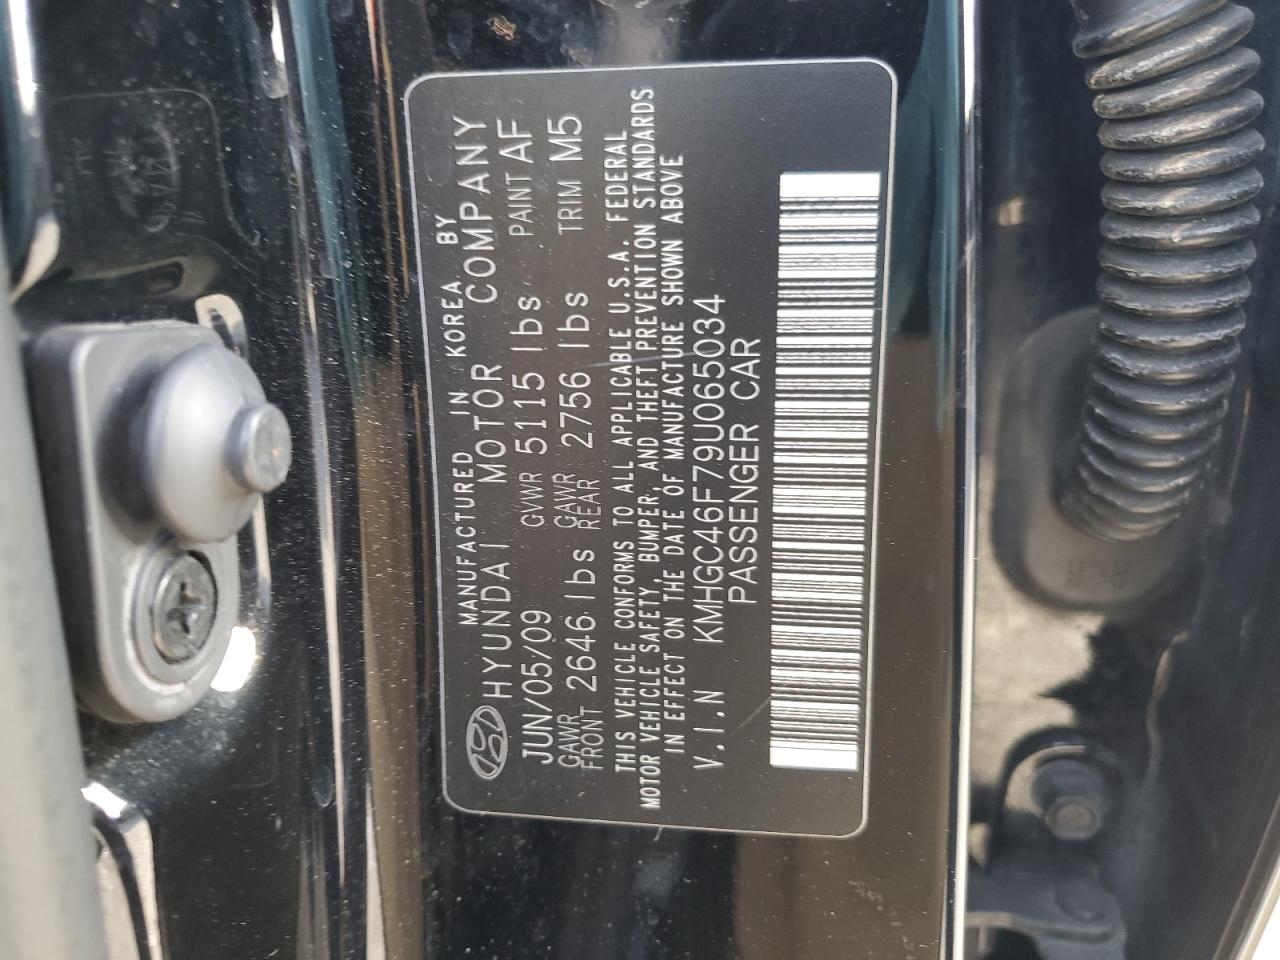 MANUFACTURED IN KOREA BY
HYUNDAI MOTOR COMPANY
JUN/05/09 GVWR 5115 lbs PAINT AF
GAWR FRONT 2646 lbs GAWR REAR 2756 lbs TRIM M5
THIS VEHICLE CONFORMS TO ALL APPLICABLE U.S.A. FEDERAL
MOTOR VEHICLE SAFETY, BUMPER, AND THEFT PREVENTION STANDARDS
IN EFFECT ON THE DATE OF MANUFACTURE SHOWN ABOVE
V.I.N KMHGC46F79U065034
PASSENGER CAR